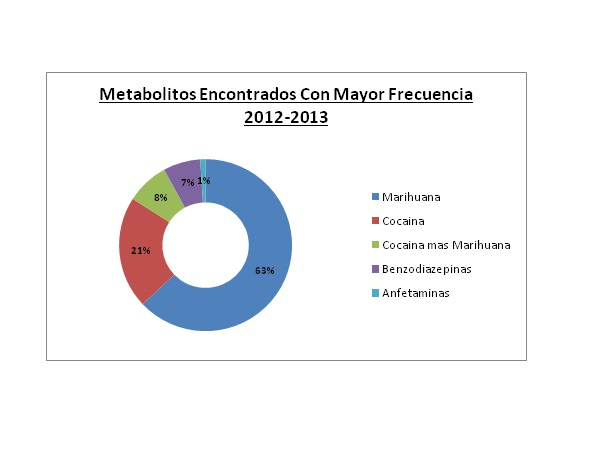 Metabolitos Encontrados Con Mayor Frecuencia
2012-2013
1%
7%
8%
21%
63%
Marihuana
Cocaina
Cocaina mas Marihuana
Benzodiazepinas
Anfetaminas